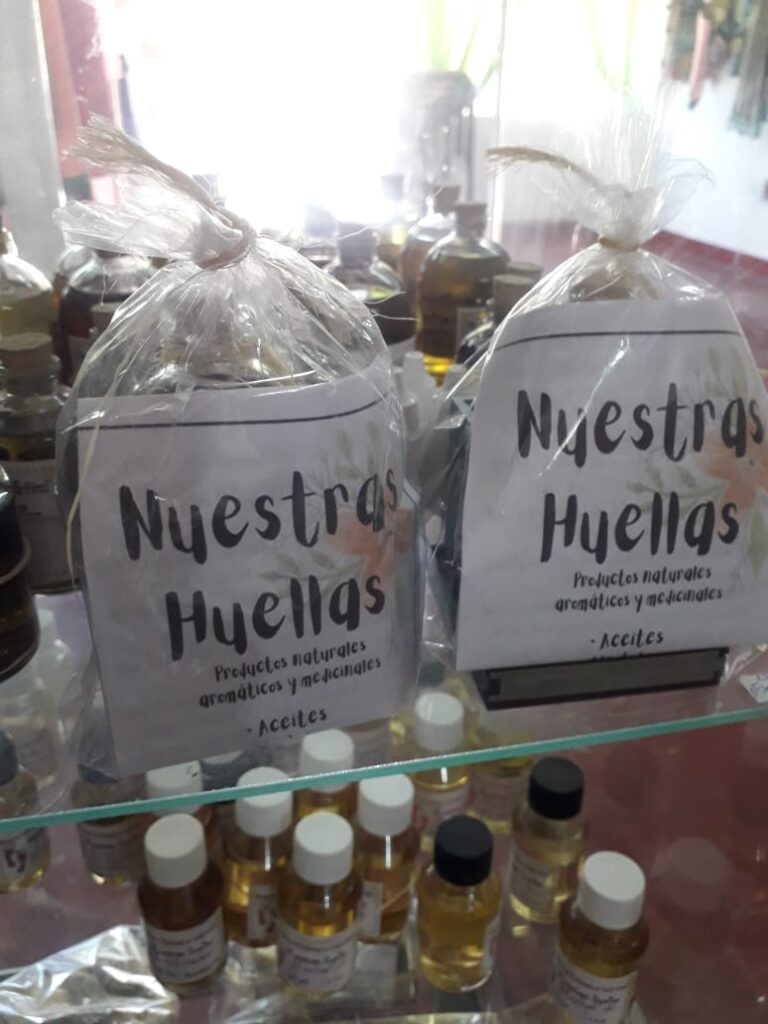 Nuestras
Huellas
Productos naturales
aromáticos y medicinales
· Aceites
Nuestras
Huellas
Productos naturales
aromáticos y medicinales
· Aceites